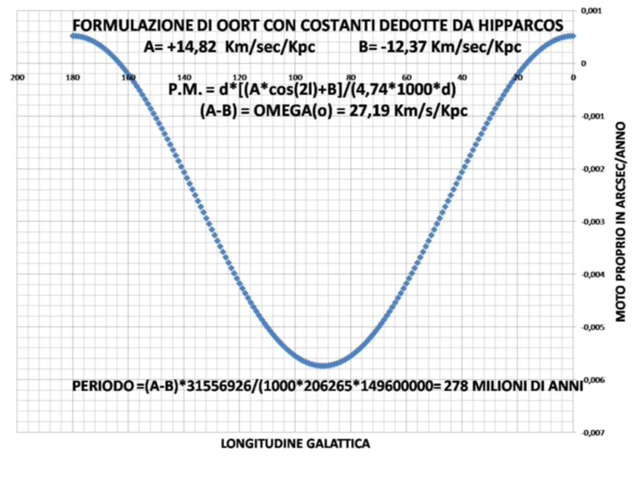 FORMULAZIONE DI OORT CON COSTANTI DEDOTTE DA HIPPARCOS
A= +14,82 Km/sec/Kpc B= -12,37 Km/sec/Kpc
0,001
0
200 180 160 140 120 100 80 60 40 20 0
P.M. = d*[(A*cos(2l)+B]/(4,74*1000*d)
(A-B) = OMEGA(o) = 27,19 Km/s/Kpc
-0,001
-0,002
-0,003
-0,004
-0,005
-0,006
-0,007
MOTO PROPRIO IN ARCSEC/ANNO
PERIODO =(A-B)*31556926/(1000*206265*149600000= 278 MILIONI DI ANNI
LONGITUDINE GALATTICA